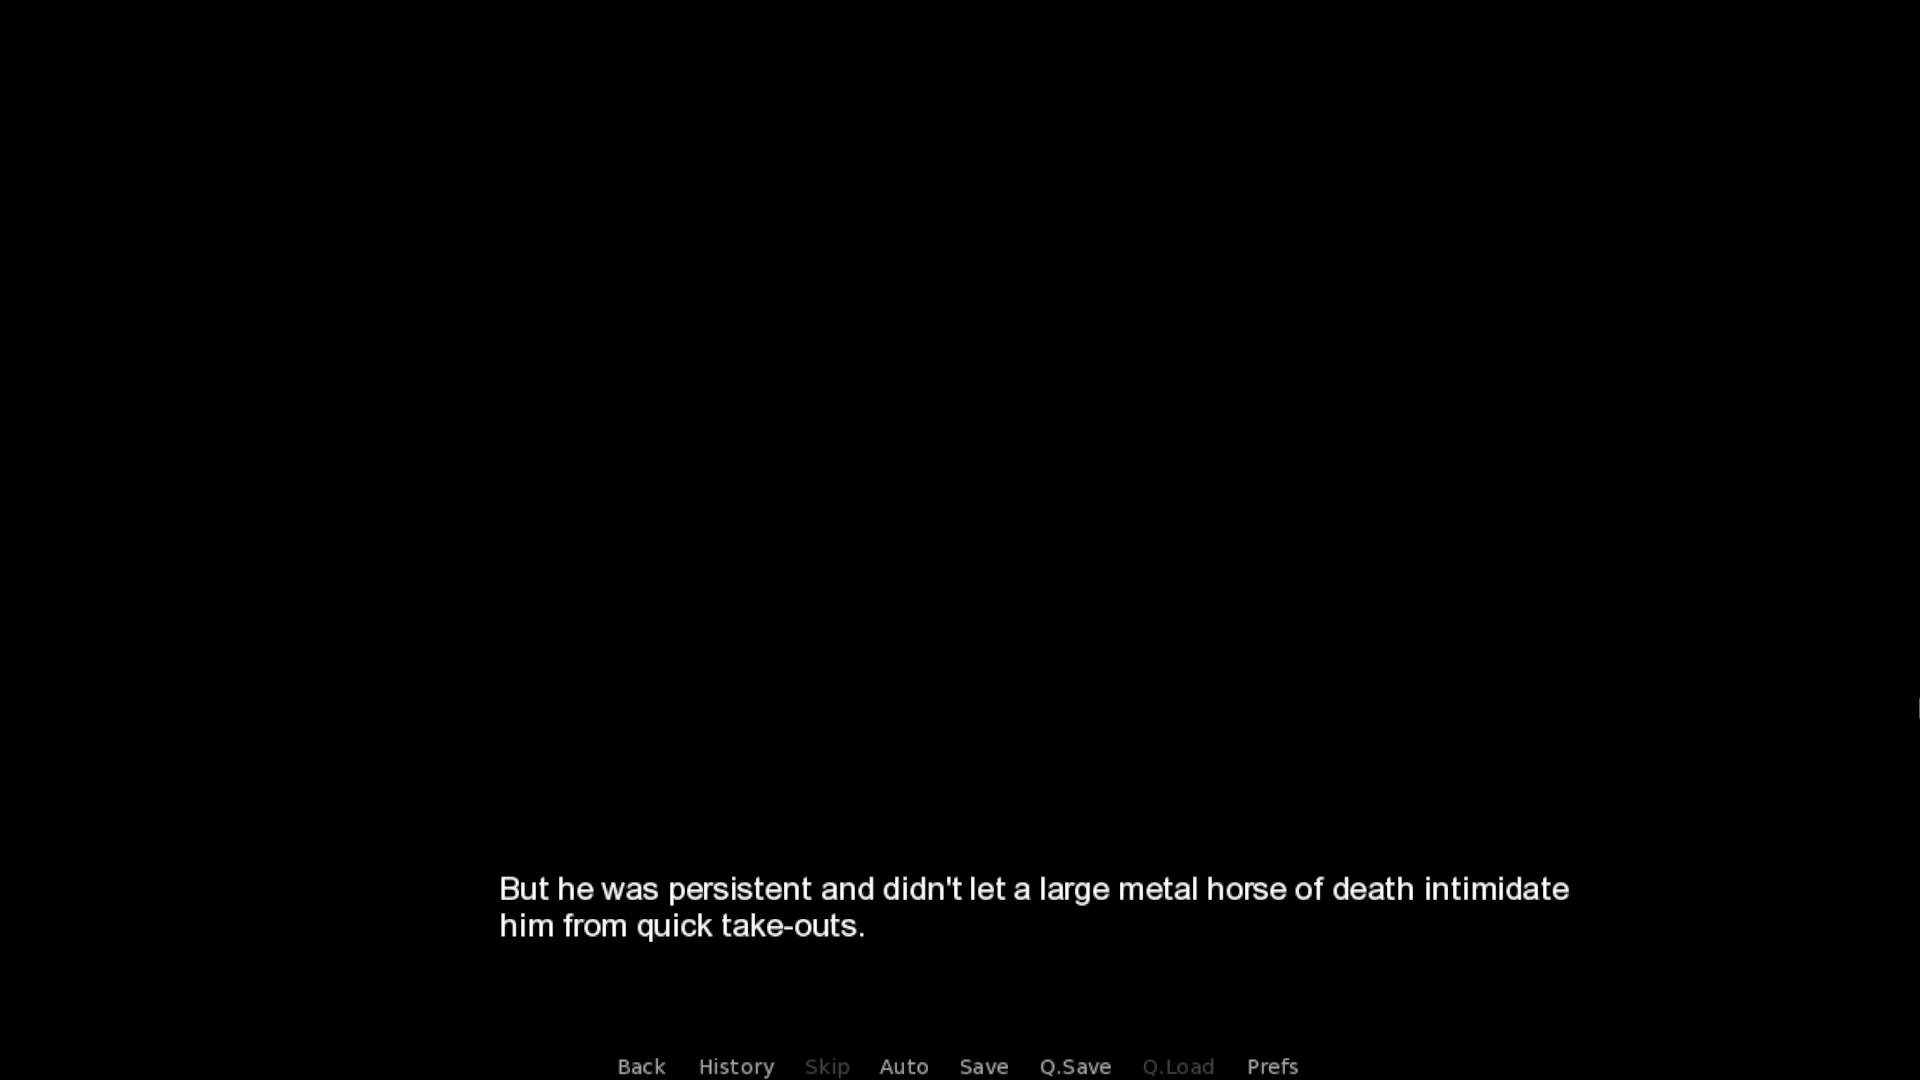 But he was persistent and didn't let a large metal horse of death intimidate
him from quick take-outs.
Back History Skip Auto Save Q.Save Q.Load Prefs